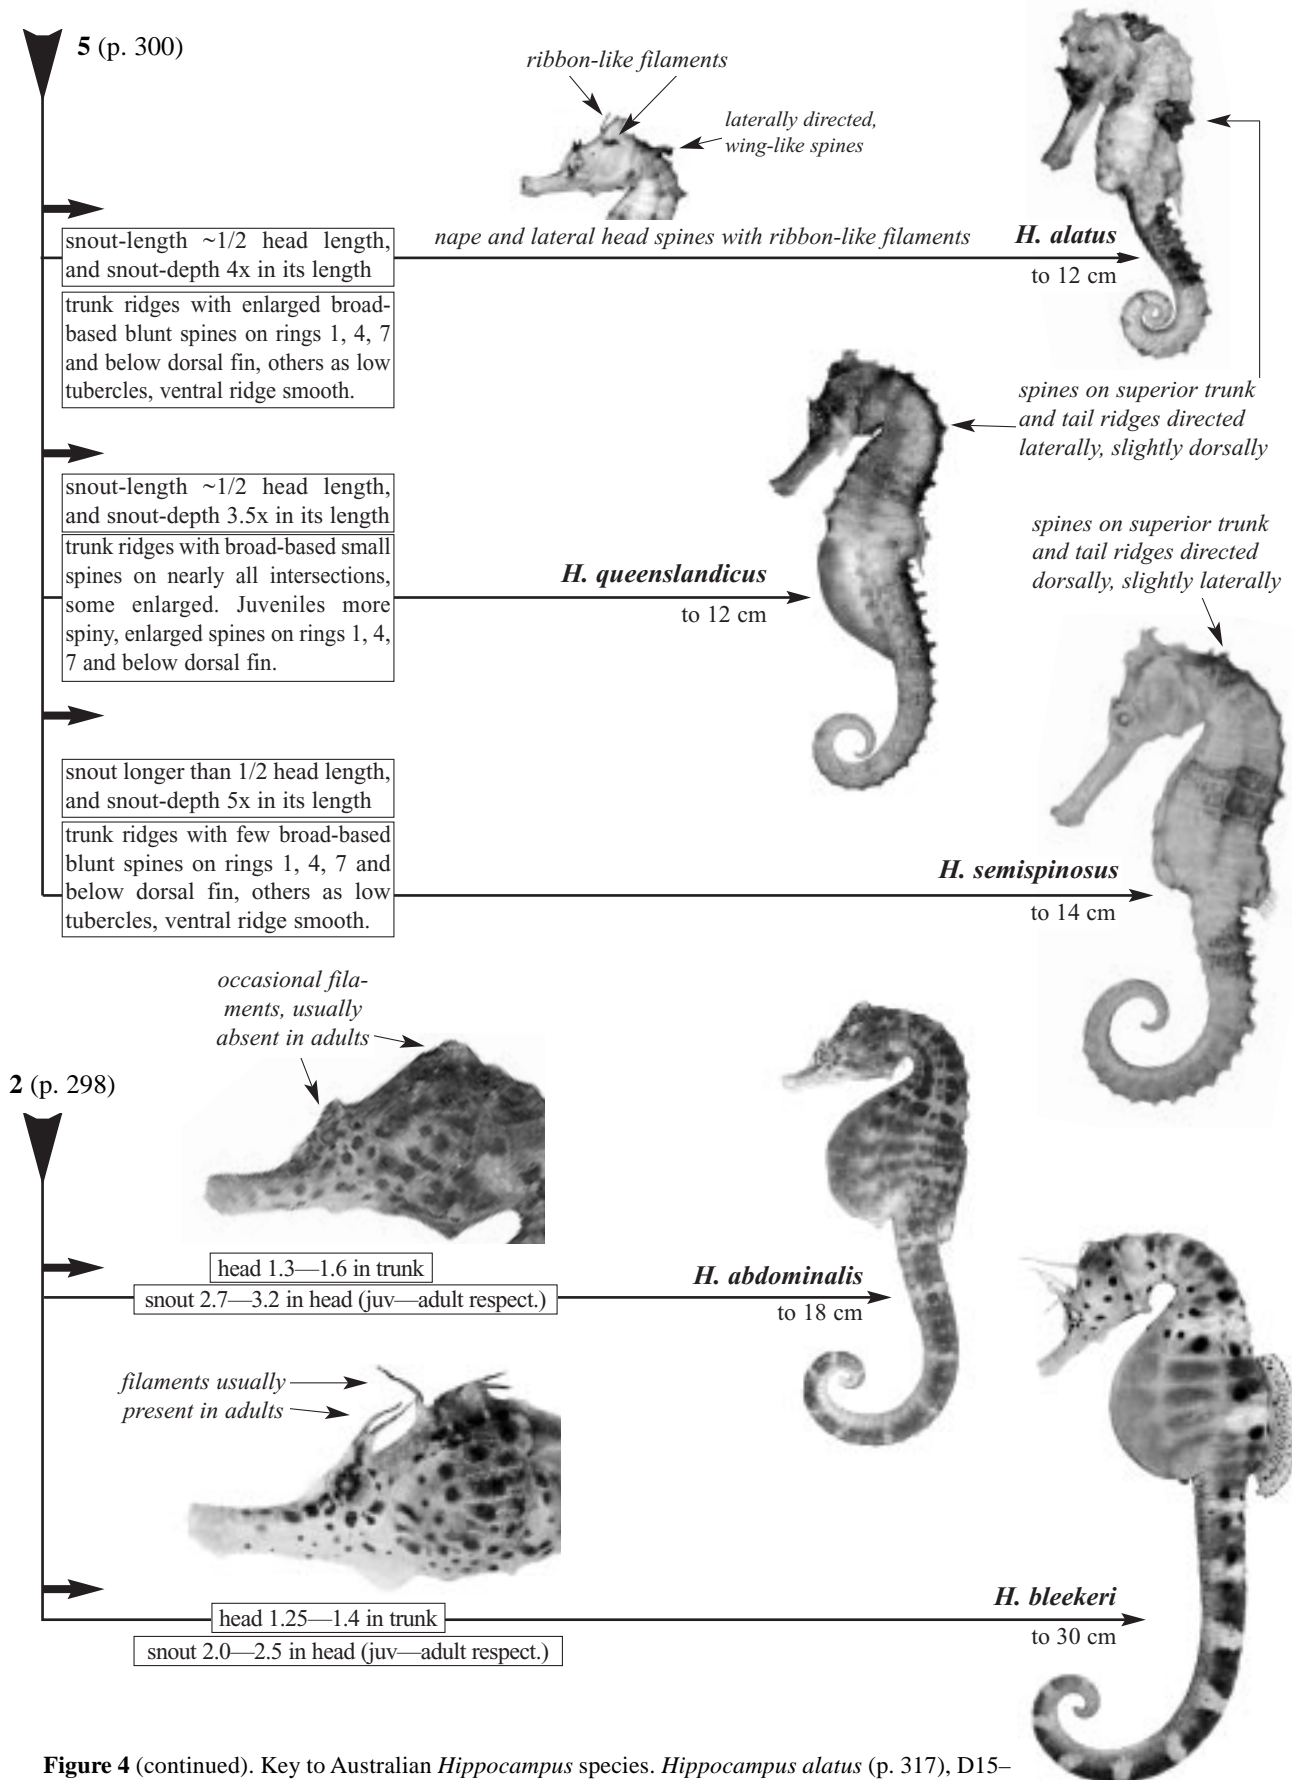 5 (p. 300)
ribbon-like filaments
laterally directed,
wing-like spines
snout-length ~1/2 head length,
and snout-depth 4x in its length
nape and lateral head spines with ribbon-like filaments
H. alatus
to 12 cm
trunk ridges with enlarged broad-
based blunt spines on rings 1, 4, 7
and below dorsal fin, others as low
tubercles, ventral ridge smooth.
spines on superior trunk
and tail ridges directed
laterally, slightly dorsally
snout-length ~1/2 head length,
and snout-depth 3.5x in its length
trunk ridges with broad-based small
spines on nearly all intersections,
some enlarged. Juveniles more
spiny, enlarged spines on rings 1, 4,
7 and below dorsal fin.
H. queenslandicus
to 12 cm
spines on superior trunk
and tail ridges directed
dorsally, slightly laterally
snout longer than 1/2 head length,
and snout-depth 5x in its length
trunk ridges with few broad-based
blunt spines on rings 1, 4, 7 and
below dorsal fin, others as low
tubercles, ventral ridge smooth.
H. semispinosus
to 14 cm
occasional fila-
ments, usually
absent in adults
2 (p. 298)
head 1.3—1.6 in trunk
snout 2.7—3.2 in head (juv—adult respect.)
H. abdominalis
to 18 cm
filaments usually
present in adults
head 1.25—1.4 in trunk
snout 2.0—2.5 in head (juv—adult respect.)
H. bleekeri
to 30 cm
Figure 4 (continued). Key to Australian Hippocampus species. Hippocampus alatus (p. 317), D15–